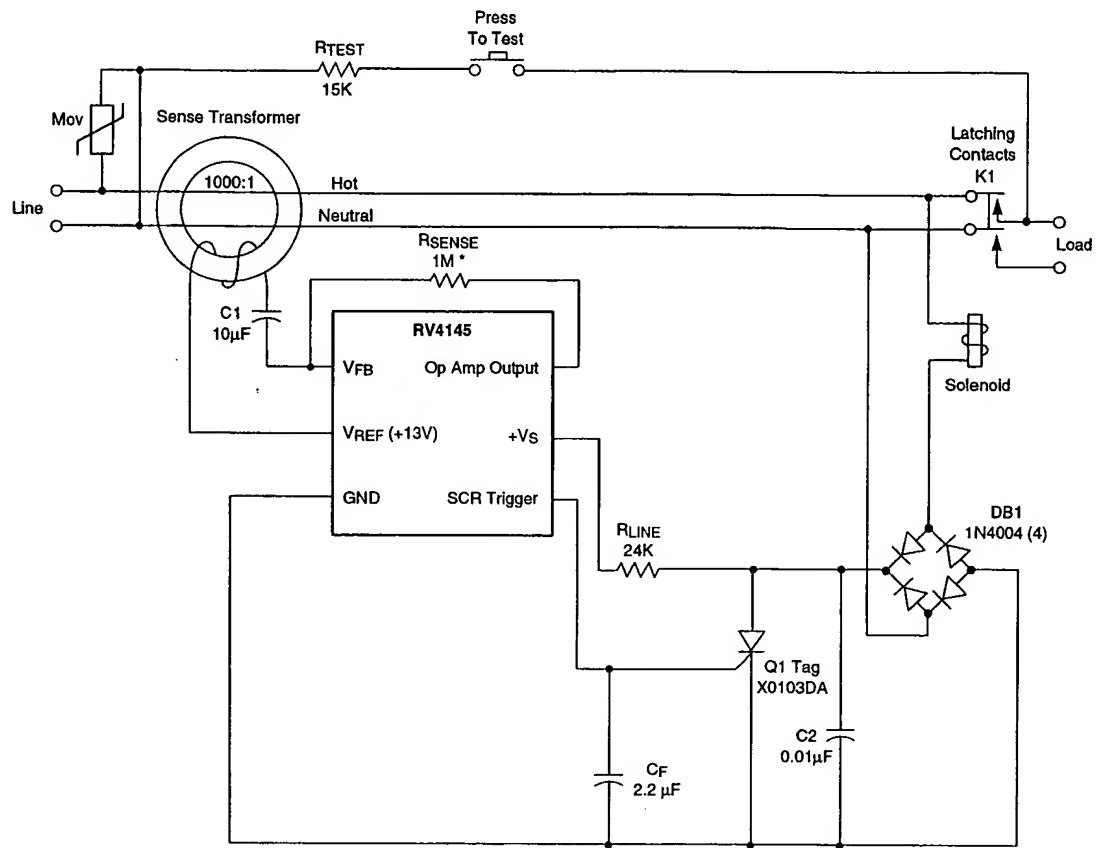 Press
To Test
RTEST
15K
Mov
Sense Transformer
Latching
Contacts
K1
1000:1
Hot
Line
Neutral
Load
RSENSE
1M *
C1
10μF
RV4145
VFB
Op Amp Output
Solenoid
VREF (+13V)
+VS
GND
SCR Trigger
DB1
1N4004 (4)
RLINE
24K
Q1 Tag
X0103DA
C2
0.01μF
CF
2.2 μF